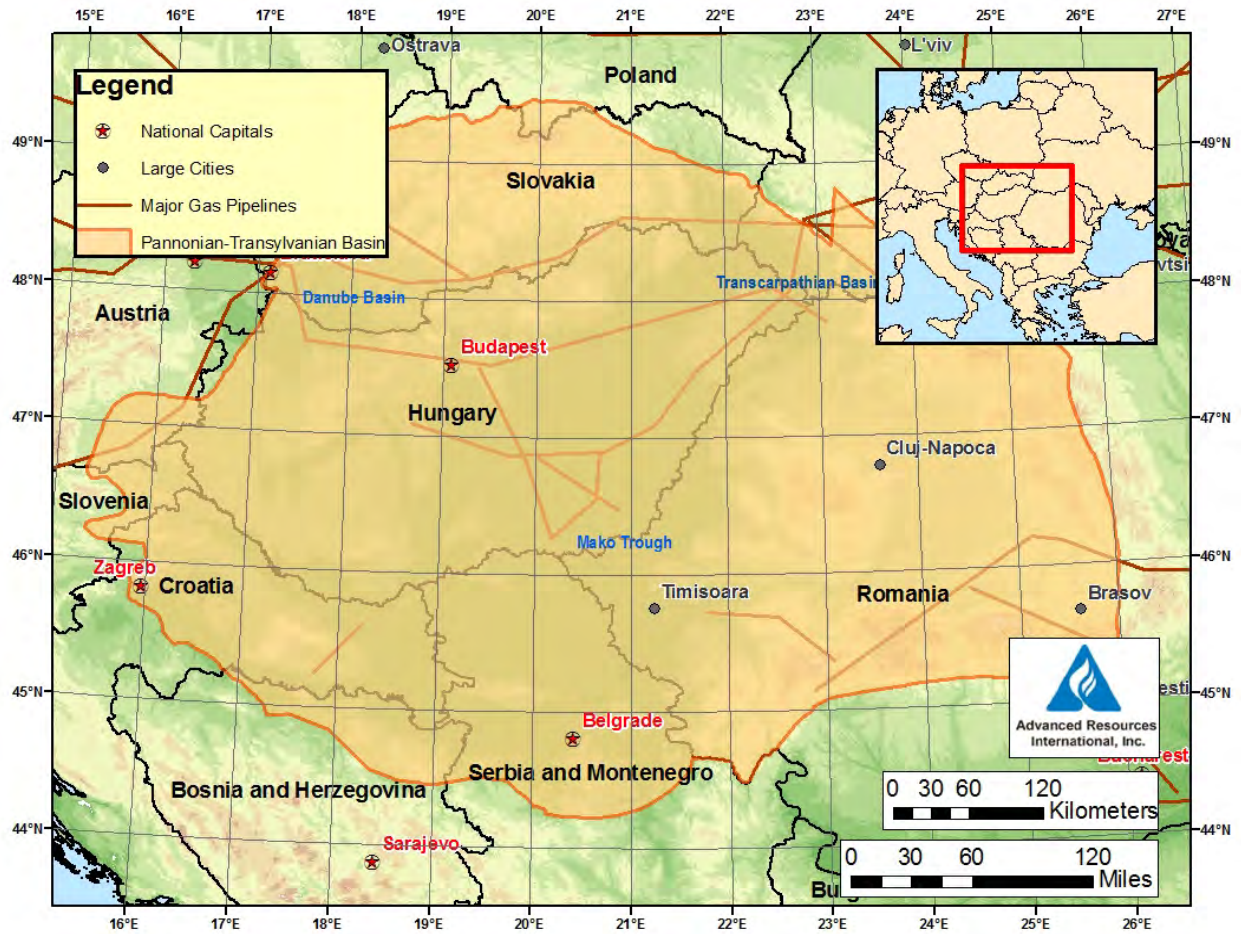 15°E 16°E 17°E 18°E 19°E 20°E 21°E 22°E 23°E 24°E 25°E 26°E 27°E
Ostrava
L'viv
Poland
Legend
National Capitals
Large Cities
Major Gas Pipelines
Pannonian-Transylvanian Basin
49°N
49°N
Slovakia
48°N
48°N
Danube Basin
Transcarpathian Basin
Austria
Budapest
47°N
47°N
Hungary
Cluj-Napoca
Slovenia
46°N
46°N
Mako Trough
Zagreb
Croatia
Timisoara
Romania
Brasov
45°N
45°N
Belgrade
Advanced Resources
International, Inc.
Serbia and Montenegro
Bucharest
Bosnia and Herzegovina
0 30 60 120
Kilometers
44°N
44°N
Sarajevo
0 30 60 120
Miles
Bu
16°E 17°E 18°E 19°E 20°E 21°E 22°E 23°E 24°E 25°E 26°E